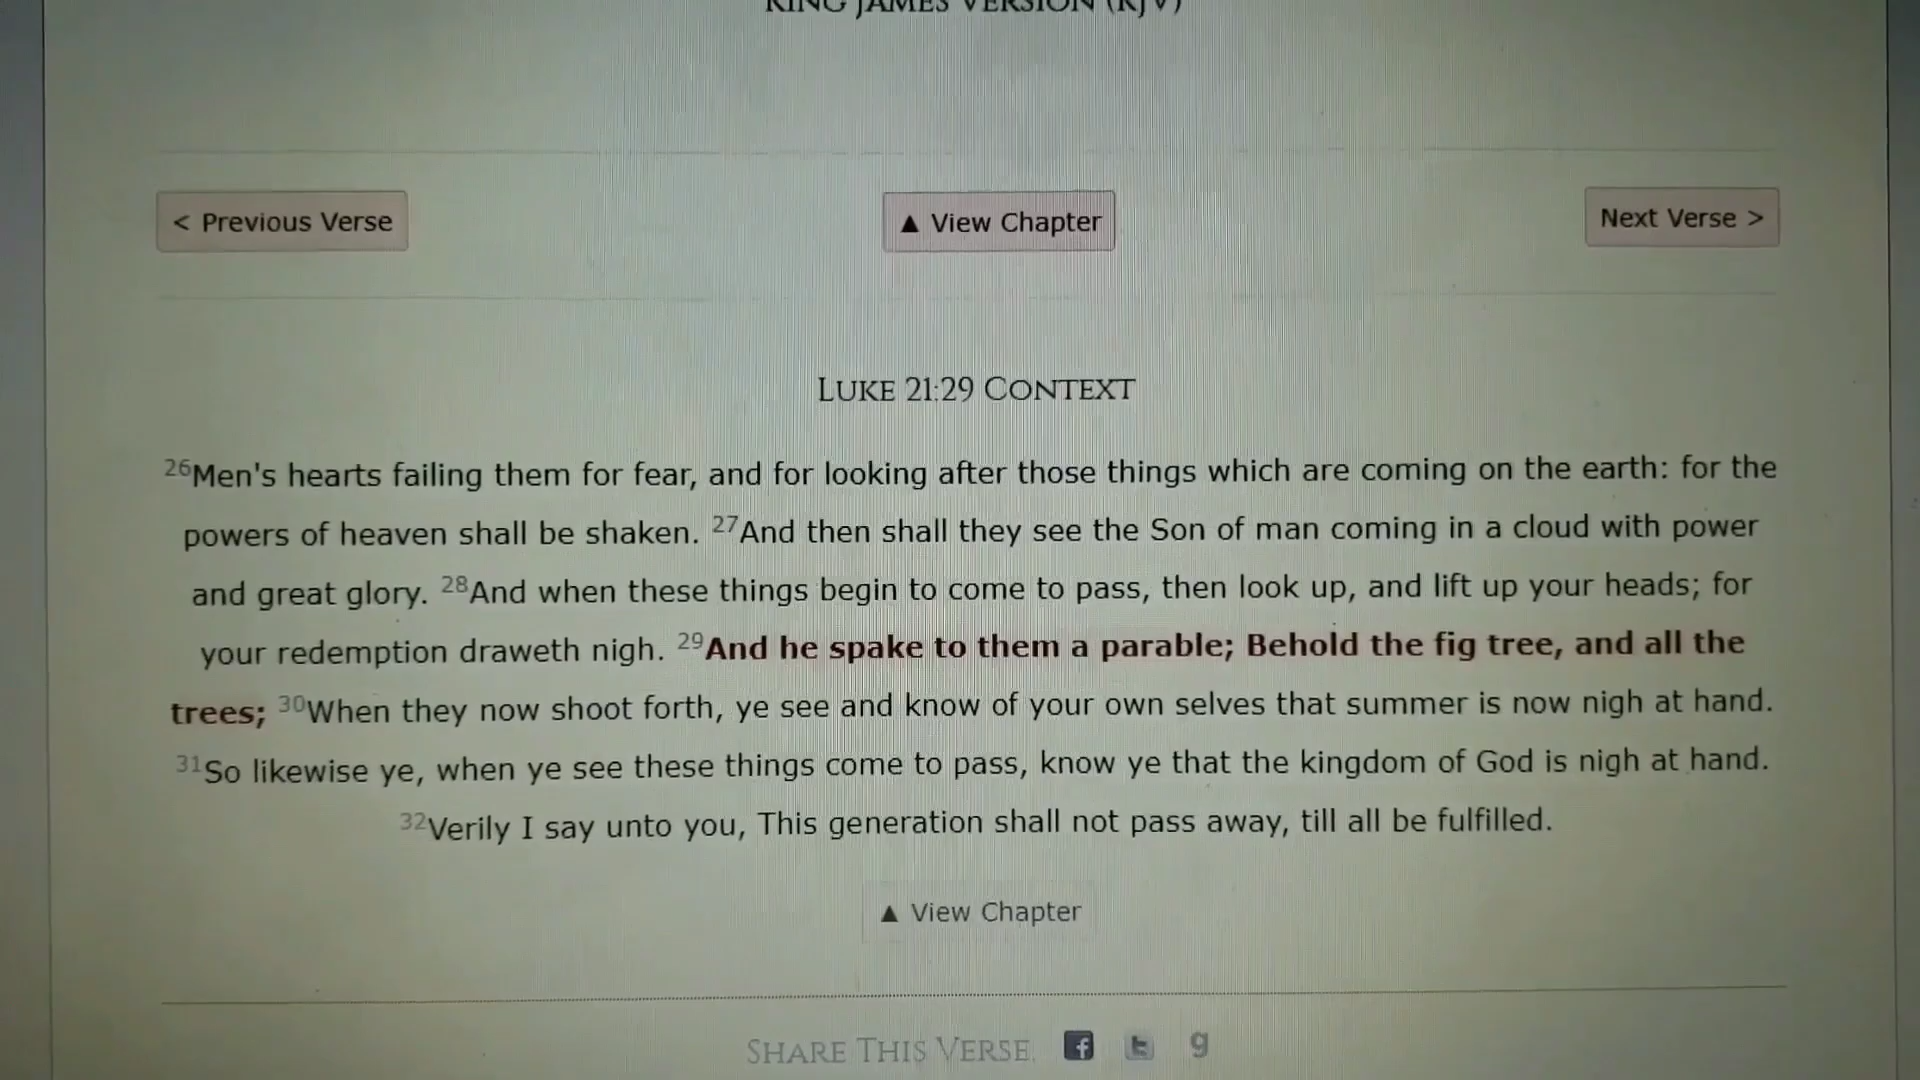 KING JAMES VERSION (KJV)
< Previous Verse
▲ View Chapter
Next Verse >
LUKE 21:29 CONTEXT
26Men's hearts failing them for fear, and for looking after those things which are coming on the earth: for the
powers of heaven shall be shaken. 27And then shall they see the Son of man coming in a cloud with power
and great glory. 28And when these things begin to come to pass, then look up, and lift up your heads; for
your redemption draweth nigh. 29And he spake to them a parable; Behold the fig tree, and all the
trees; 30When they now shoot forth, ye see and know of your own selves that summer is now nigh at hand.
31So likewise ye, when ye see these things come to pass, know ye that the kingdom of God is nigh at hand.
32Verily I say unto you, This generation shall not pass away, till all be fulfilled.
▲ View Chapter
SHARE THIS VERSE f t g